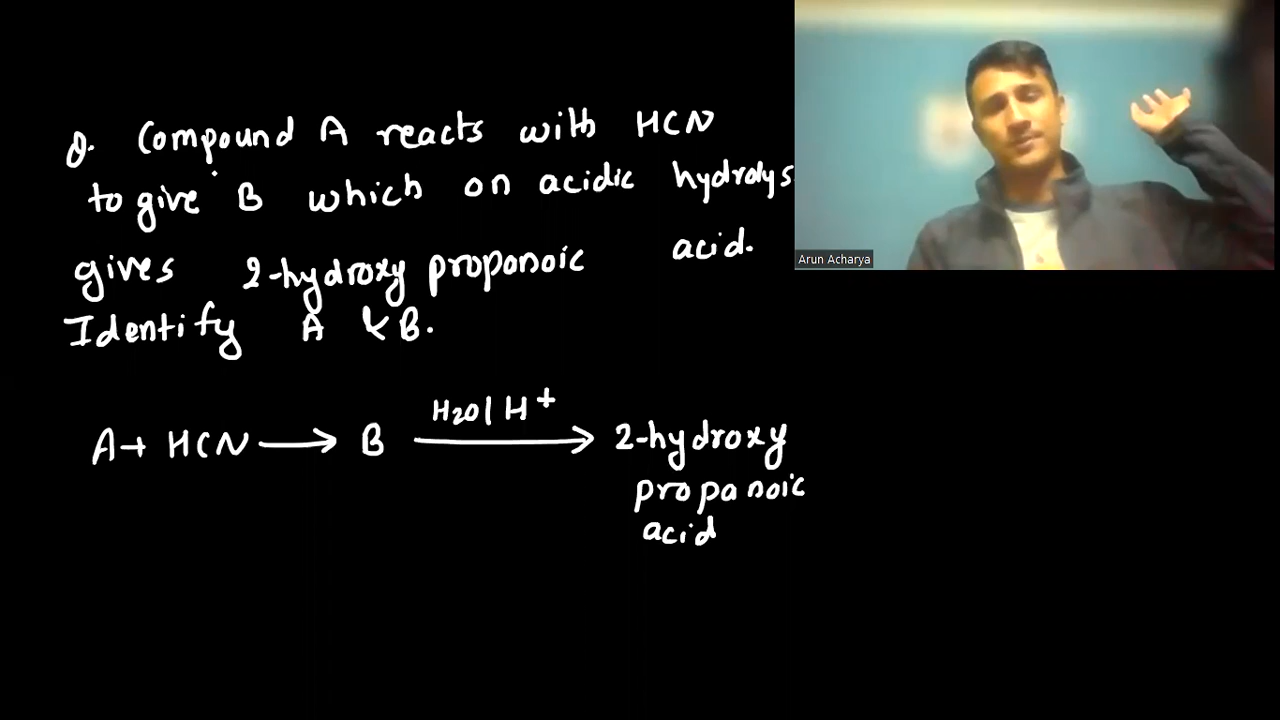 Q. Compound A reacts with HCN
to give B which on acidic hydrolys
gives 2-hydroxy propanoic acid.
Identify A & B.
H2O/H+
A+ HCN → B → 2-hydroxy
propanoic
acid
Arun Acharya